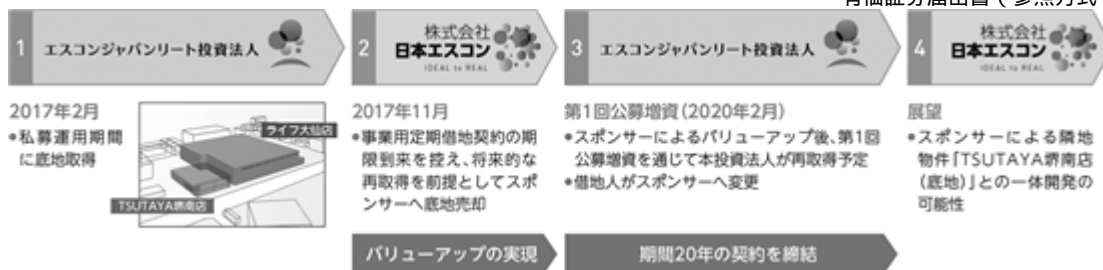 有価証券届出書(参照方式
1 エスコンジャパンリート投資法人
2017年2月
•私募運用期間
に底地取得
ライフ大仙店
TSUTAYA堺南店
2 株式会社
日本エスコン
IDEAL to REAL
2017年11月
•事業用定期借地契約の期
限到来を控え、将来的な
再取得を前提としてスポ
ンサーへ底地売却
バリューアップの実現
3 エスコンジャパンリート投資法人
第1回公募増資(2020年2月)
•スポンサーによるバリューアップ後、第1回
公募増資を通じて本投資法人が再取得予定
•借地人がスポンサーへ変更
期間20年の契約を締結
4 株式会社
日本エスコン
IDEAL to REAL
展望
•スポンサーによる隣地
物件「TSUTAYA堺南店
(底地)」との一体開発の
可能性